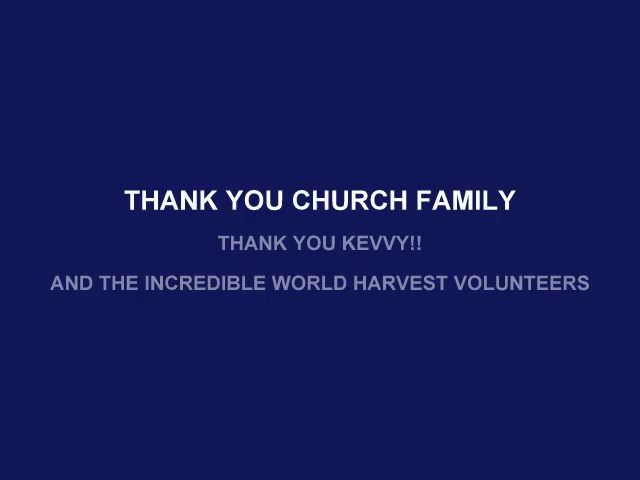 THANK YOU CHURCH FAMILY
THANK YOU KEVVY!!
AND THE INCREDIBLE WORLD HARVEST VOLUNTEERS